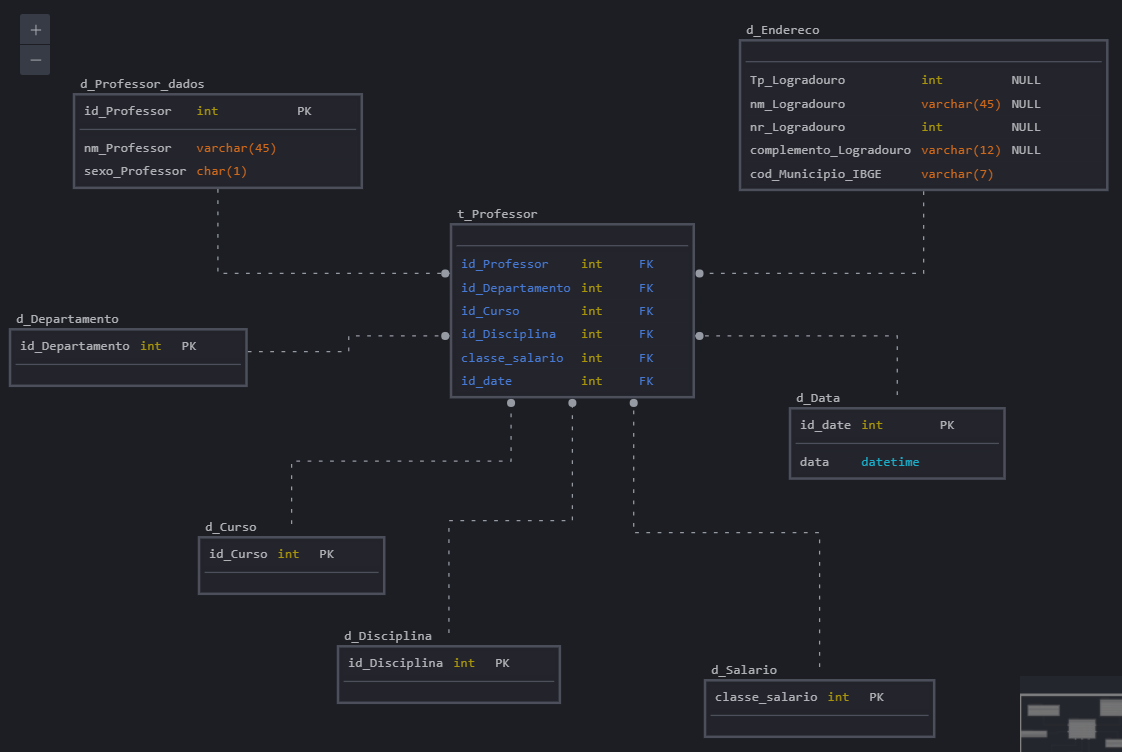 +
−
d_Endereco
Tp_Logradouro int NULL
nm_Logradouro varchar(45) NULL
nr_Logradouro int NULL
complemento_Logradouro varchar(12) NULL
cod_Municipio_IBGE varchar(7)
d_Professor_dados
id_Professor int PK
nm_Professor varchar(45)
sexo_Professor char(1)
t_Professor
id_Professor int FK
id_Departamento int FK
id_Curso int FK
id_Disciplina int FK
classe_salario int FK
id_date int FK
d_Departamento
id_Departamento int PK
d_Data
id_date int PK
data datetime
d_Curso
id_Curso int PK
d_Disciplina
id_Disciplina int PK
d_Salario
classe_salario int PK